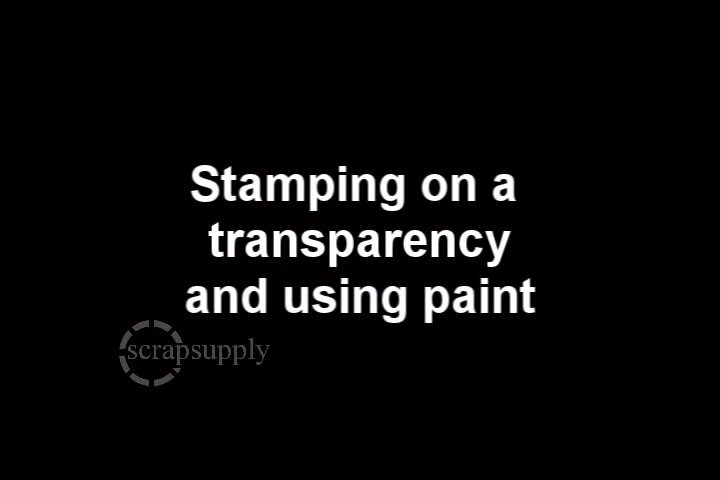 Stamping on a
transparency
and using paint
scrapsupply